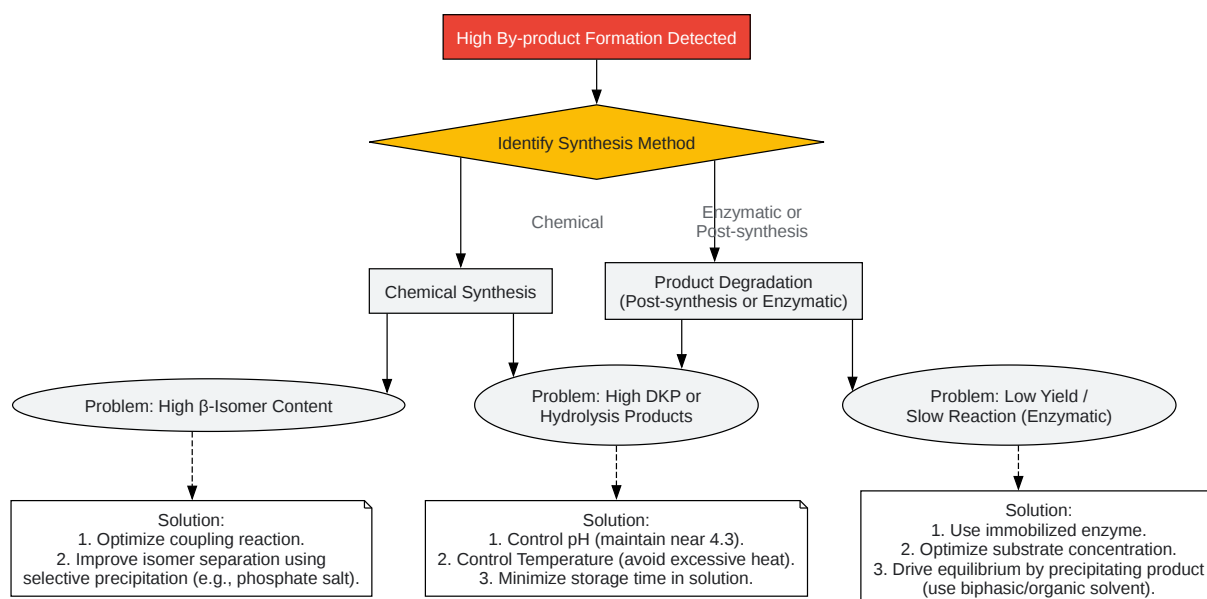 High By-product Formation Detected
Identify Synthesis Method
Chemical
Enzymatic or
Post-synthesis
Chemical Synthesis
Product Degradation
(Post-synthesis or Enzymatic)
Problem: High β-Isomer Content
Problem: High DKP or
Hydrolysis Products
Problem: Low Yield /
Slow Reaction (Enzymatic)
Solution:
1. Optimize coupling reaction.
2. Improve isomer separation using
selective precipitation (e.g., phosphate salt).
Solution:
1. Control pH (maintain near 4.3).
2. Control Temperature (avoid excessive heat).
3. Minimize storage time in solution.
Solution:
1. Use immobilized enzyme.
2. Optimize substrate concentration.
3. Drive equilibrium by precipitating product
(use biphasic/organic solvent).